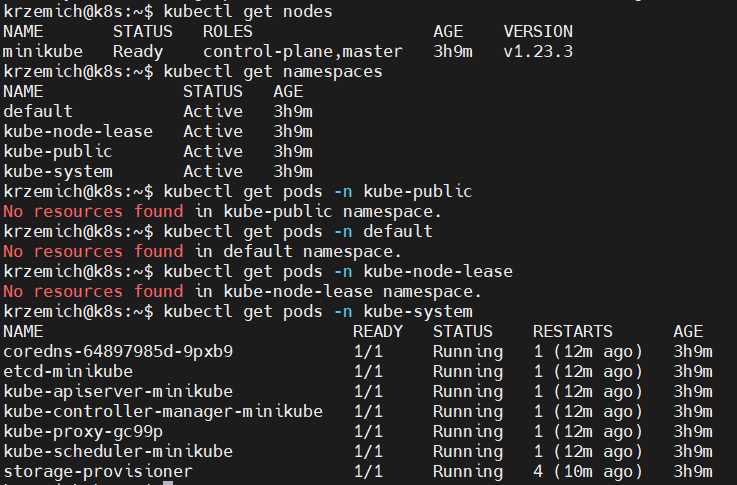 krzemich@k8s:~$ kubectl get nodes
NAME STATUS ROLES AGE VERSION
minikube Ready control-plane,master 3h9m v1.23.3
krzemich@k8s:~$ kubectl get namespaces
NAME STATUS AGE
default Active 3h9m
kube-node-lease Active 3h9m
kube-public Active 3h9m
kube-system Active 3h9m
krzemich@k8s:~$ kubectl get pods -n kube-public
No resources found in kube-public namespace.
krzemich@k8s:~$ kubectl get pods -n default
No resources found in default namespace.
krzemich@k8s:~$ kubectl get pods -n kube-node-lease
No resources found in kube-node-lease namespace.
krzemich@k8s:~$ kubectl get pods -n kube-system
NAME READY STATUS RESTARTS AGE
coredns-64897985d-9pxb9 1/1 Running 1 (12m ago) 3h9m
etcd-minikube 1/1 Running 1 (12m ago) 3h9m
kube-apiserver-minikube 1/1 Running 1 (12m ago) 3h9m
kube-controller-manager-minikube 1/1 Running 1 (12m ago) 3h9m
kube-proxy-gc99p 1/1 Running 1 (12m ago) 3h9m
kube-scheduler-minikube 1/1 Running 1 (12m ago) 3h9m
storage-provisioner 1/1 Running 4 (10m ago) 3h9m